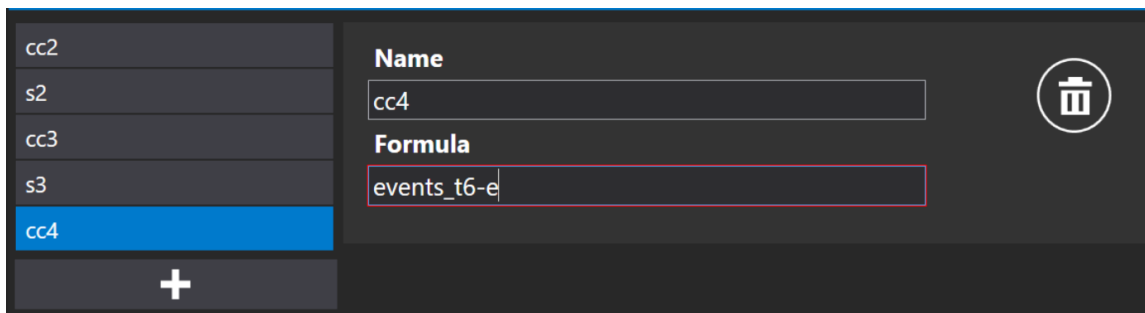 cc2
s2
cc3
s3
cc4
Name
cc4
Formula
events_t6-e